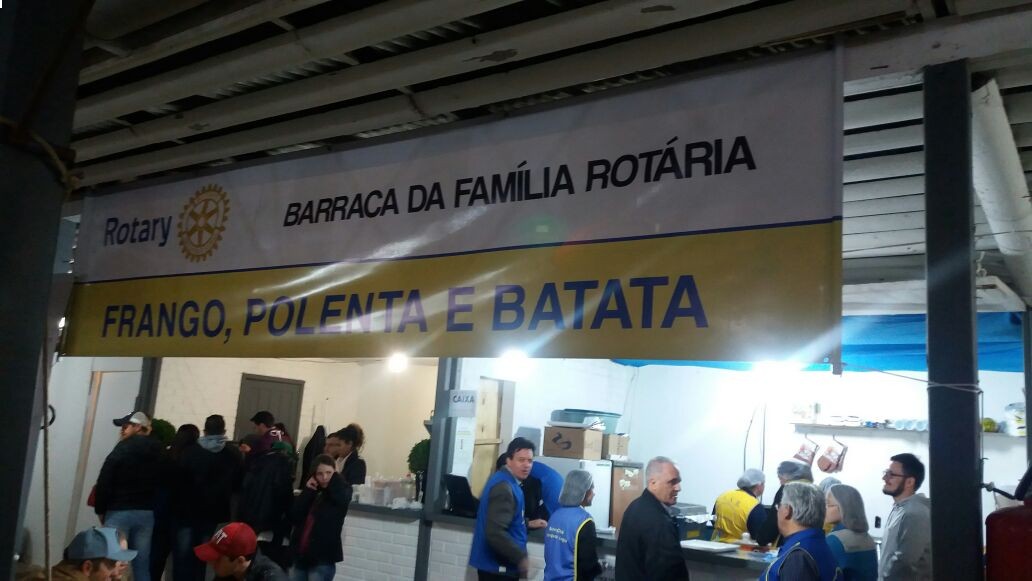 Rotary
BARRACA DA FAMÍLIA ROTÁRIA
FRANGO, POLENTA E BATATA
CAIXA